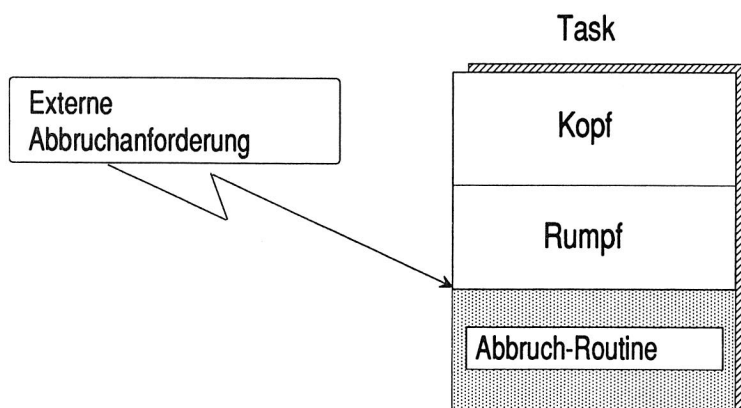 Task
Externe
Abbruchanforderung
Kopf
Rumpf
Abbruch-Routine